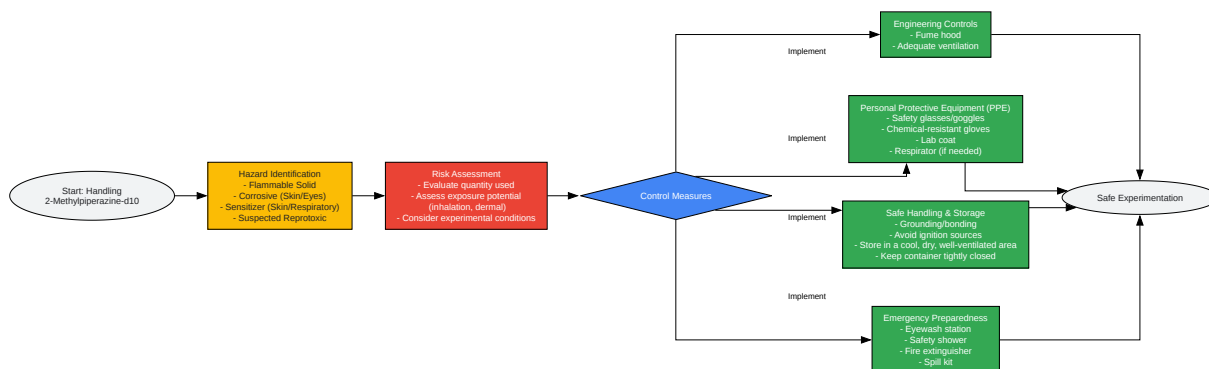 Start: Handling
2-Methylpiperazine-d10
Hazard Identification
- Flammable Solid
- Corrosive (Skin/Eyes)
- Sensitizer (Skin/Respiratory)
- Suspected Reprotoxic
Risk Assessment
- Evaluate quantity used
- Assess exposure potential
(inhalation, dermal)
- Consider experimental conditions
Control Measures
Implement
Engineering Controls
- Fume hood
- Adequate ventilation
Implement
Personal Protective Equipment (PPE)
- Safety glasses/goggles
- Chemical-resistant gloves
- Lab coat
- Respirator (if needed)
Implement
Safe Handling & Storage
- Grounding/bonding
- Avoid ignition sources
- Store in a cool, dry, well-ventilated area
- Keep container tightly closed
Implement
Emergency Preparedness
- Eyewash station
- Safety shower
- Fire extinguisher
- Spill kit
Safe Experimentation